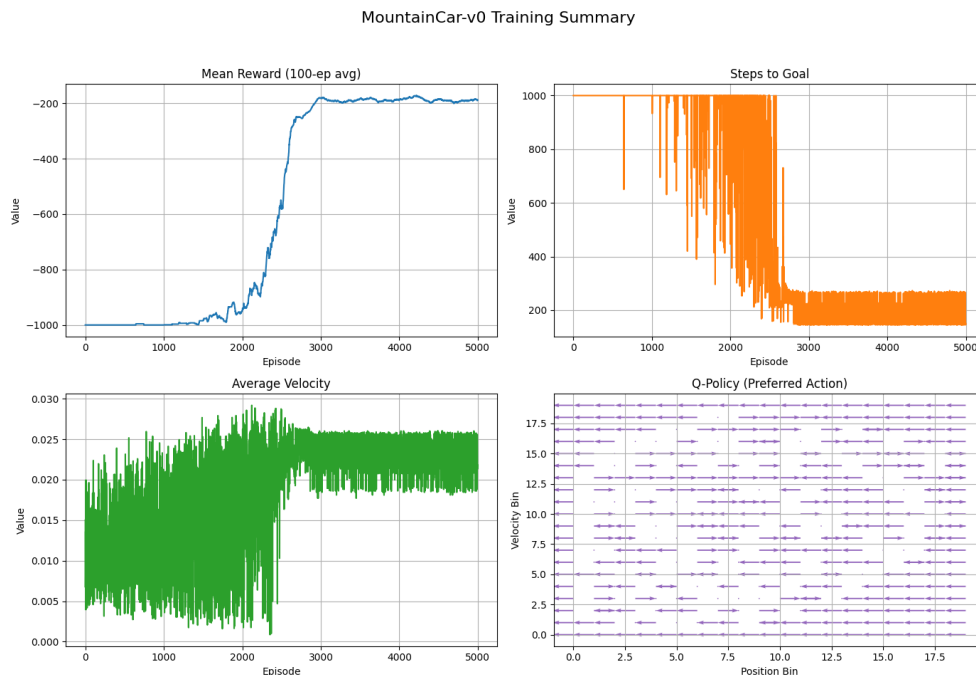 MountainCar-v0 Training Summary
Mean Reward (100-ep avg)
Value
−200
−400
−600
−800
−1000
0 1000 2000 3000 4000 5000
Episode
Steps to Goal
Value
1000
800
600
400
200
0 1000 2000 3000 4000 5000
Episode
Average Velocity
Value
0.030
0.025
0.020
0.015
0.010
0.005
0.000
0 1000 2000 3000 4000 5000
Episode
Q-Policy (Preferred Action)
Velocity Bin
17.5
15.0
12.5
10.0
7.5
5.0
2.5
0.0
0.0 2.5 5.0 7.5 10.0 12.5 15.0 17.5
Position Bin